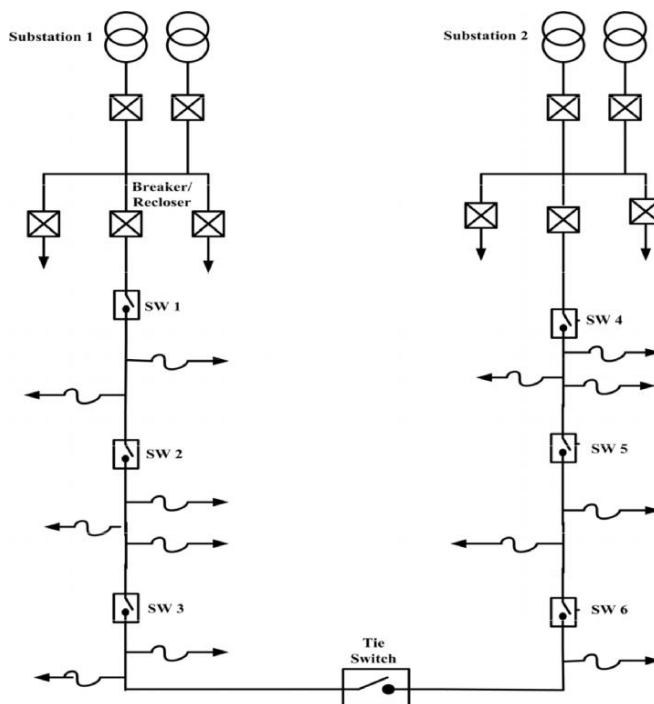 Substation 1
Substation 2
Breaker/
Recloser
SW 1
SW 4
SW 2
SW 5
SW 3
SW 6
Tie
Switch